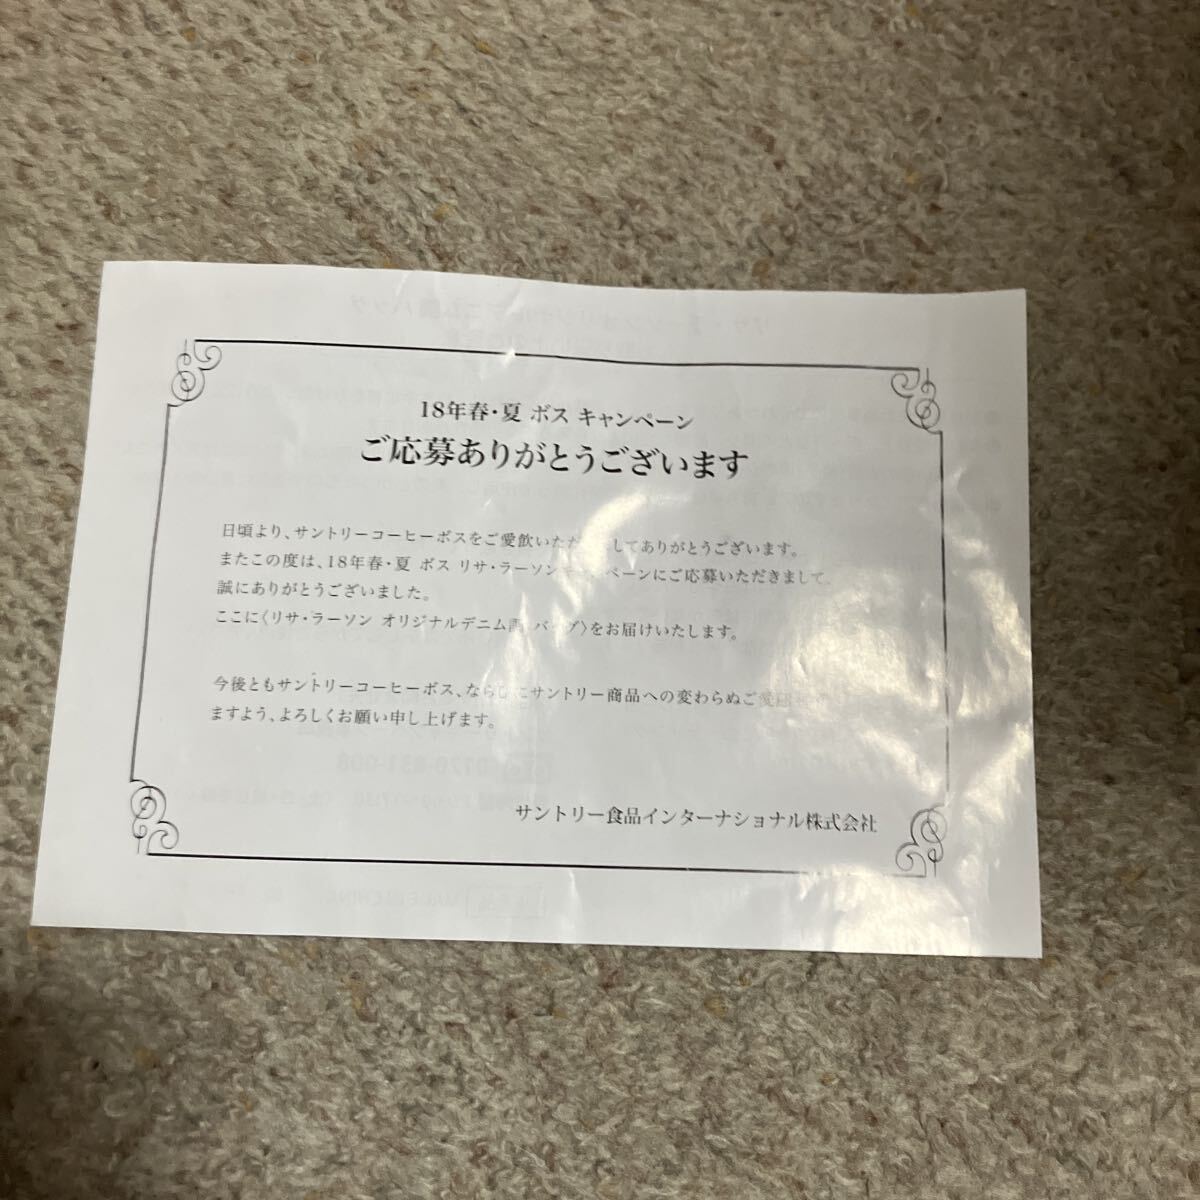 18年春・夏 ボス キャンペーン
ご応募ありがとうございます
日頃より、サントリーコーヒーボスをご愛飲いただ してありがとうございます。
またこの度は、18年春・夏 ボス リサ・ラーソン ペーンにご応募いただきまして、
誠にありがとうございました。
ここに〈リサ・ラーソン オリジナルデニム調 バッグ〉をお届けいたします。
今後ともサントリーコーヒーボス、ならびにサントリー商品への変わらぬご愛顧
ますよう、よろしくお願い申し上げます。
サントリー食品インターナショナル株式会社